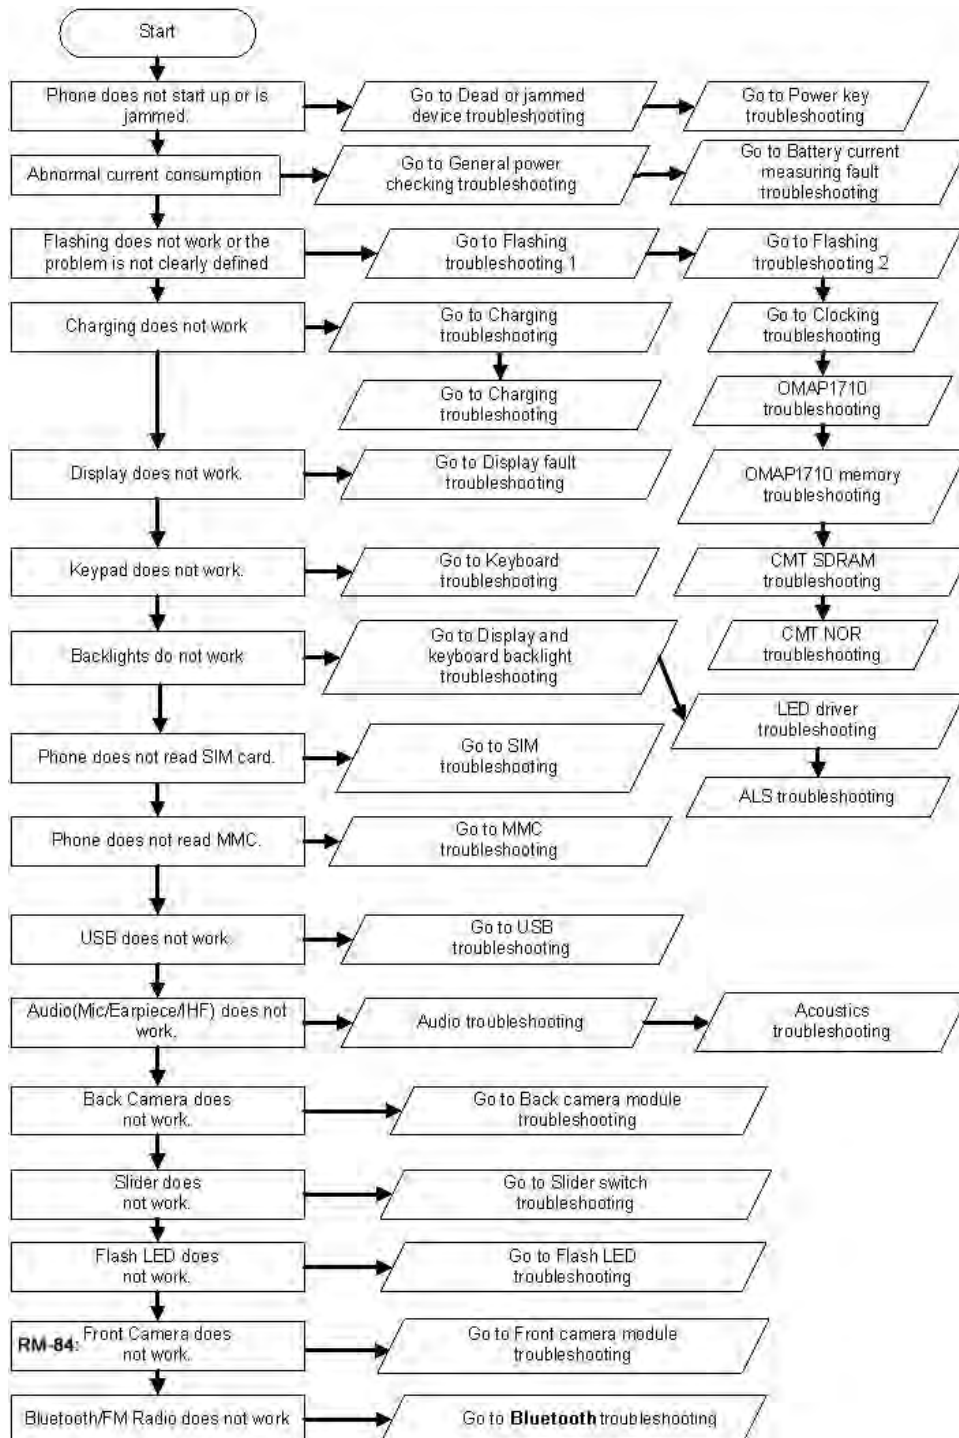 Start
Phone does not start up or is
jammed.
Go to Dead or jammed
device troubleshooting
Go to Power key
troubleshooting
Abnormal current consumption
Go to General power
checking troubleshooting
Go to Battery current
measuring fault
troubleshooting
Flashing does not work or the
problem is not clearly defined
Go to Flashing
troubleshooting 1
Go to Flashing
troubleshooting 2
Charging does not work
Go to Charging
troubleshooting
Go to Clocking
troubleshooting
Go to Charging
troubleshooting
OMAP1710
troubleshooting
Display does not work.
Go to Display fault
troubleshooting
OMAP1710 memory
troubleshooting
Keypad does not work.
Go to Keyboard
troubleshooting
CMT SDRAM
troubleshooting
Backlights do not work
Go to Display and
keyboard backlight
troubleshooting
CMT NOR
troubleshooting
LED driver
troubleshooting
Phone does not read SIM card.
Go to SIM
troubleshooting
ALS troubleshooting
Phone does not read MMC.
Go to MMC
troubleshooting
USB does not work.
Go to USB
troubleshooting
Audio(Mic/Earpiece/IHF) does not
work.
Audio troubleshooting
Acoustics
troubleshooting
Back Camera does
not work.
Go to Back camera module
troubleshooting
Slider does
not work.
Go to Slider switch
troubleshooting
Flash LED does
not work.
Go to Flash LED
troubleshooting
RM-84: Front Camera does
not work.
Go to Front camera module
troubleshooting
Bluetooth/FM Radio does not work
Go to Bluetooth troubleshooting